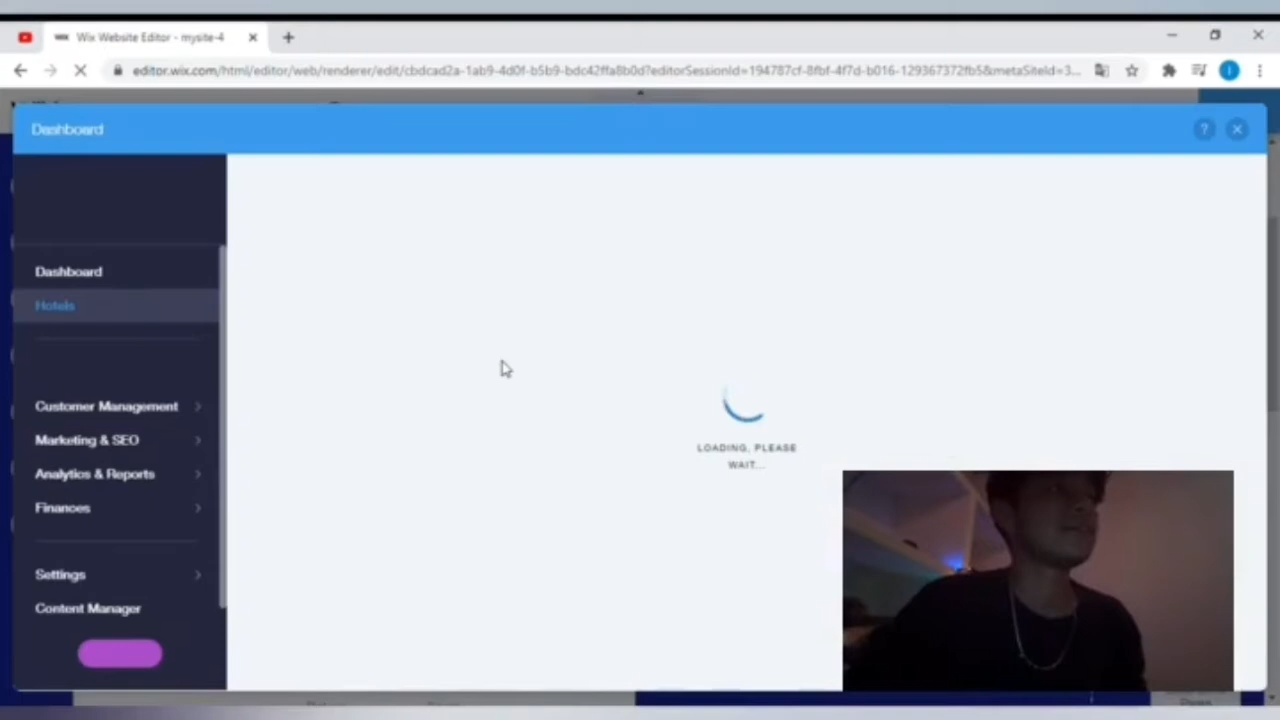 WIX Wix Website Editor - mysite-4
editor.wix.com/html/editor/web/renderer/edit/cbdcad2a-1ab9-4d0f-b5b9-bdc42ffa8b0d?editorSessionId=194787cf-8fbf-4f7d-b016-129367372fb5&metaSiteId=3...
Dashboard
?
Dashboard
Hotels
Customer Management
Marketing & SEO
Analytics & Reports
Finances
Settings
Content Manager
LOADING, PLEASE
WAIT...